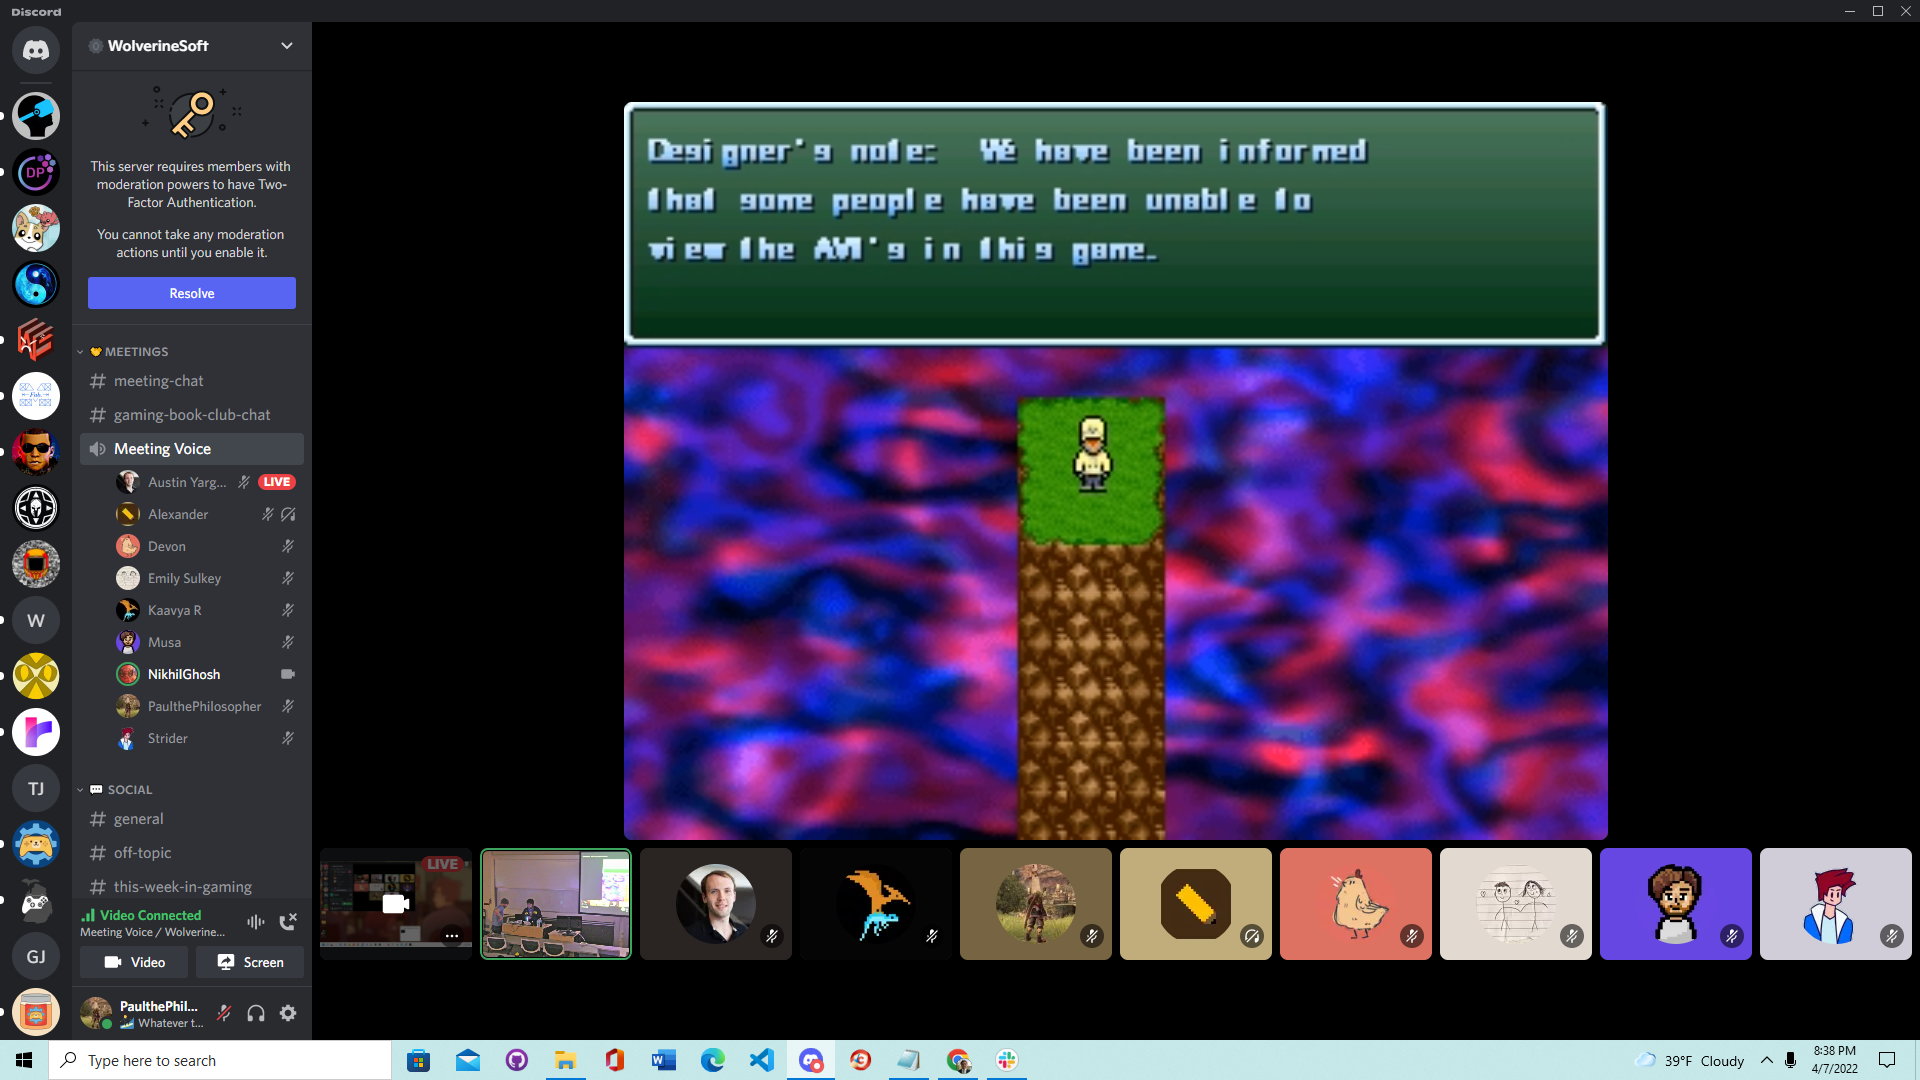 Discord
WolverineSoft
This server requires members with
moderation powers to have Two-
Factor Authentication.
You cannot take any moderation
actions until you enable it.
Resolve
MEETINGS
meeting-chat
gaming-book-club-chat
Meeting Voice
Austin Yarg... LIVE
Alexander
Devon
Emily Sulkey
Kaavya R
Musa
NikhilGhosh
PaulthePhilosopher
Strider
SOCIAL
general
off-topic
this-week-in-gaming
Video Connected
Meeting Voice / Wolverine...
Video Screen
PaulthePhil...
Whatever t...
DP
W
TJ
GJ
Designer's note: We have been informed
that some people have been unable to
view the AVI's in this game.
LIVE
Type here to search
39°F Cloudy
8:38 PM
4/7/2022